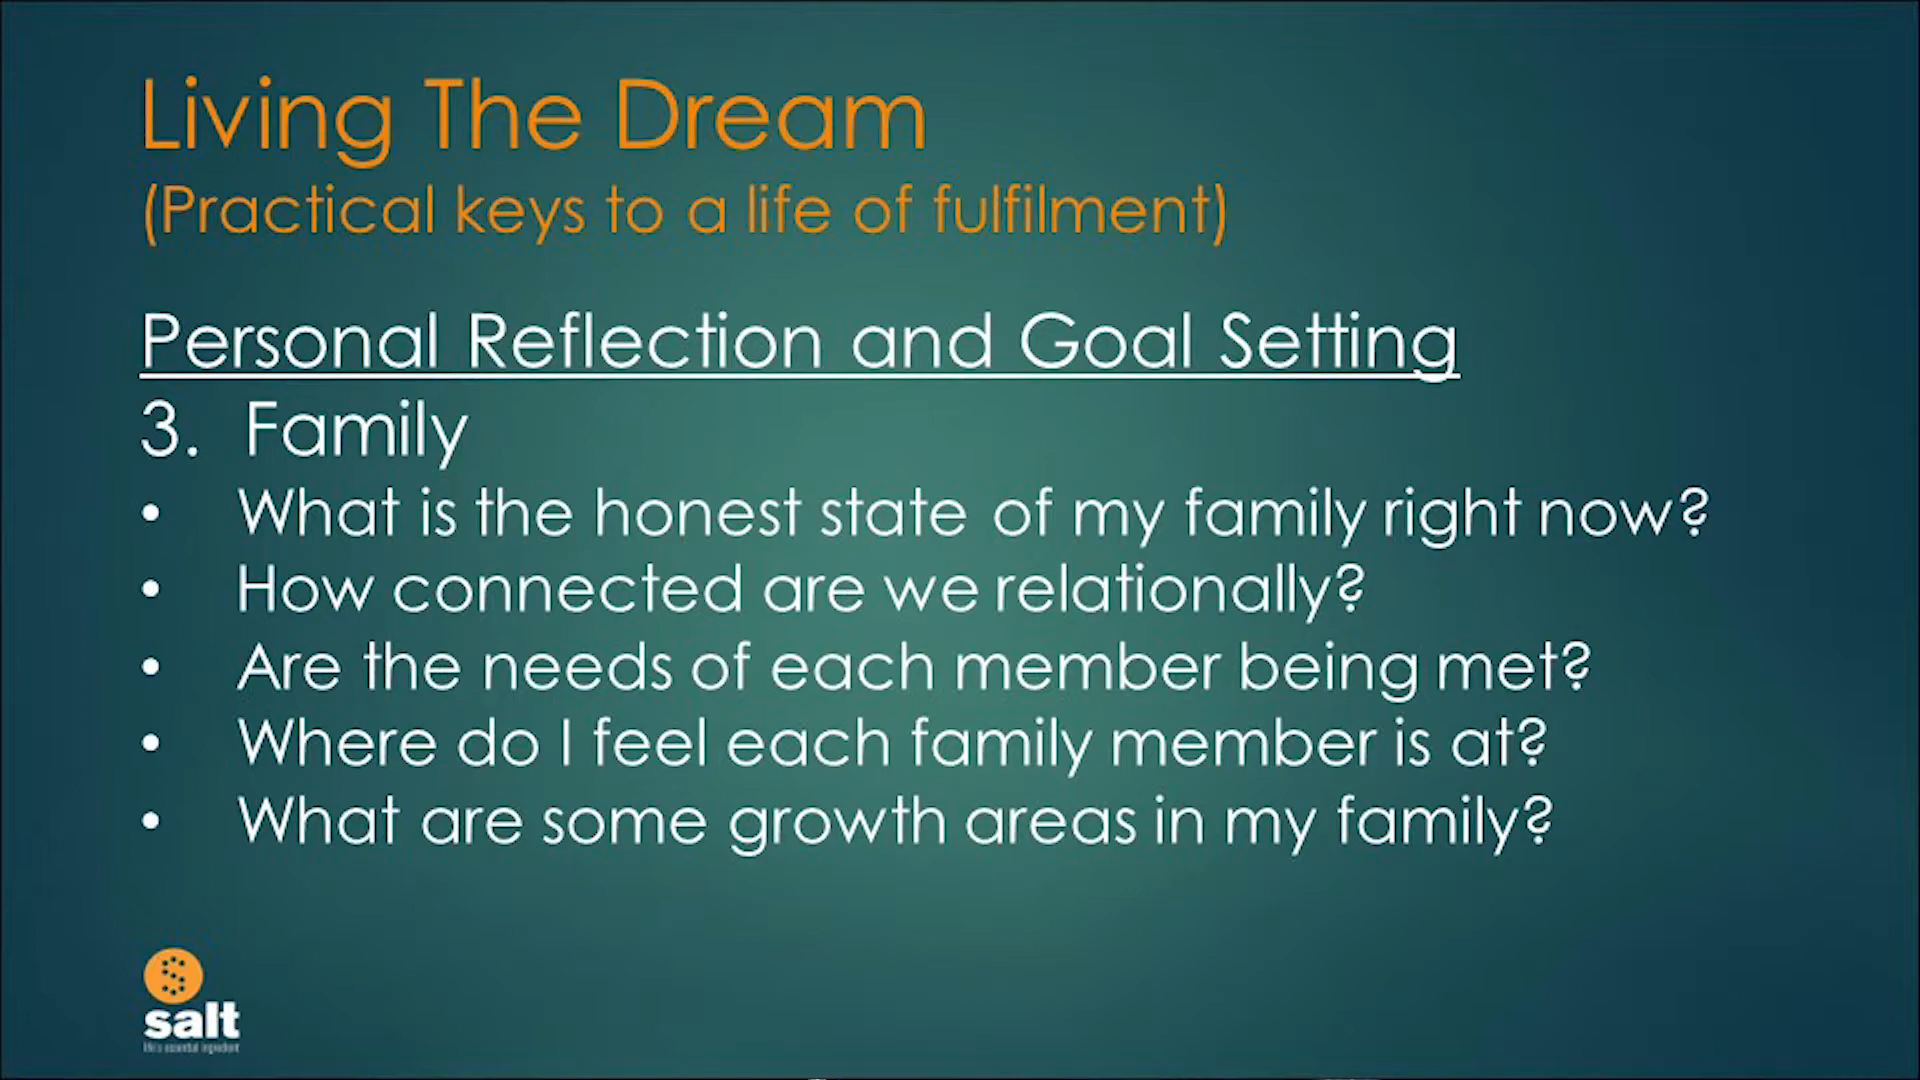 Living The Dream
(Practical keys to a life of fulfilment)
Personal Reflection and Goal Setting
3. Family
• What is the honest state of my family right now?
• How connected are we relationally?
• Are the needs of each member being met?
• Where do I feel each family member is at?
• What are some growth areas in my family?
S
salt
essential ingredient